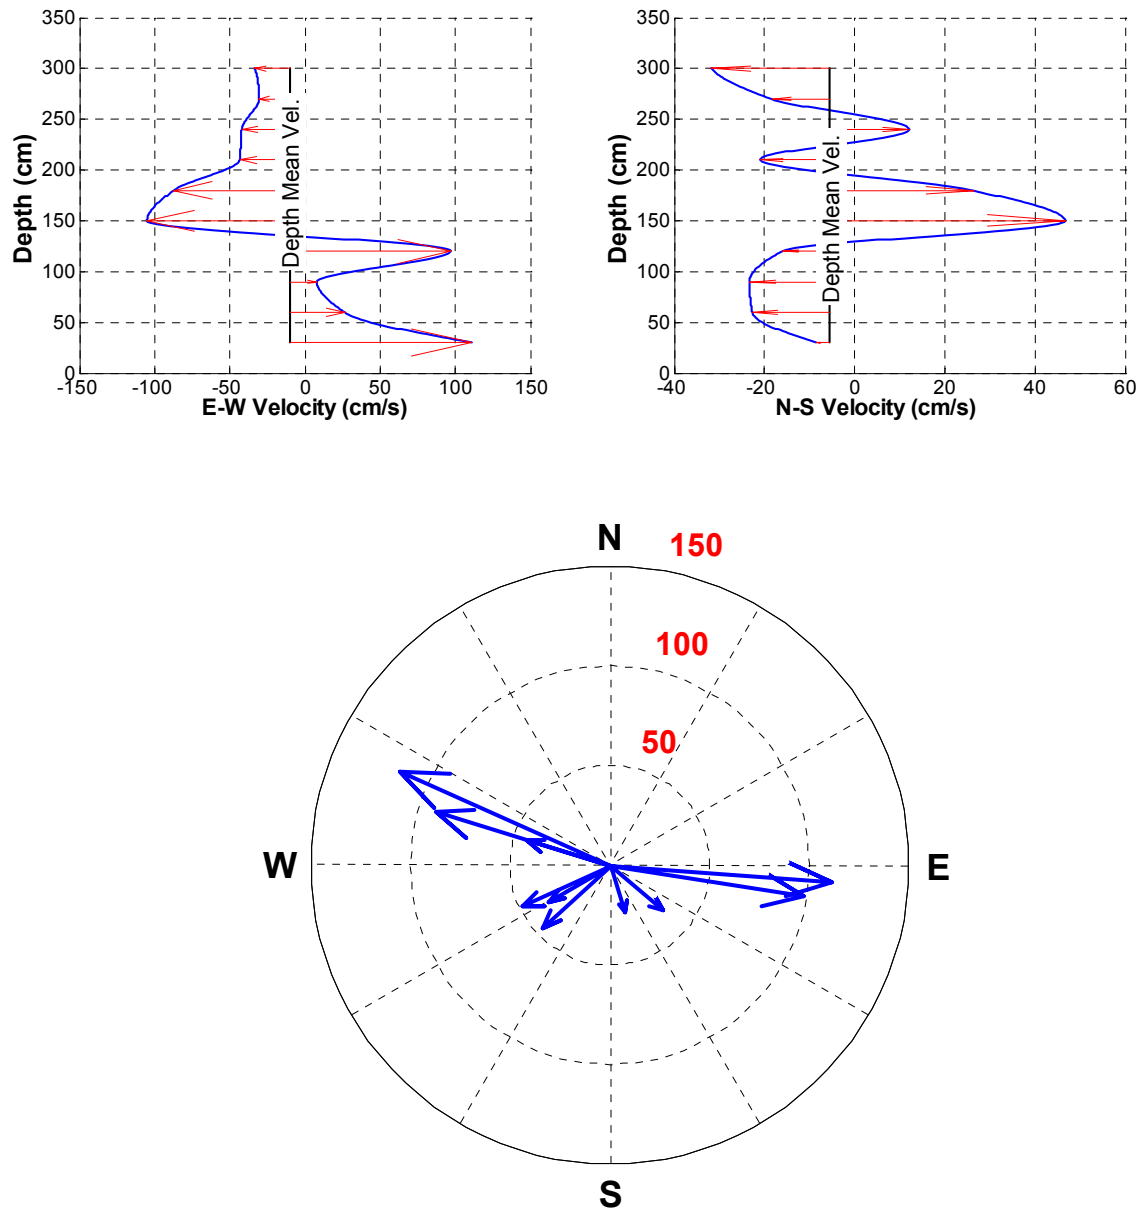 350
300
250
200
150
100
50
0
Depth (cm)
Depth Mean Vel.
-150 -100 -50 0 50 100 150
E-W Velocity (cm/s)
350
300
250
200
150
100
50
0
Depth (cm)
Depth Mean Vel.
-40 -20 0 20 40 60
N-S Velocity (cm/s)
N
150
100
50
W
E
S